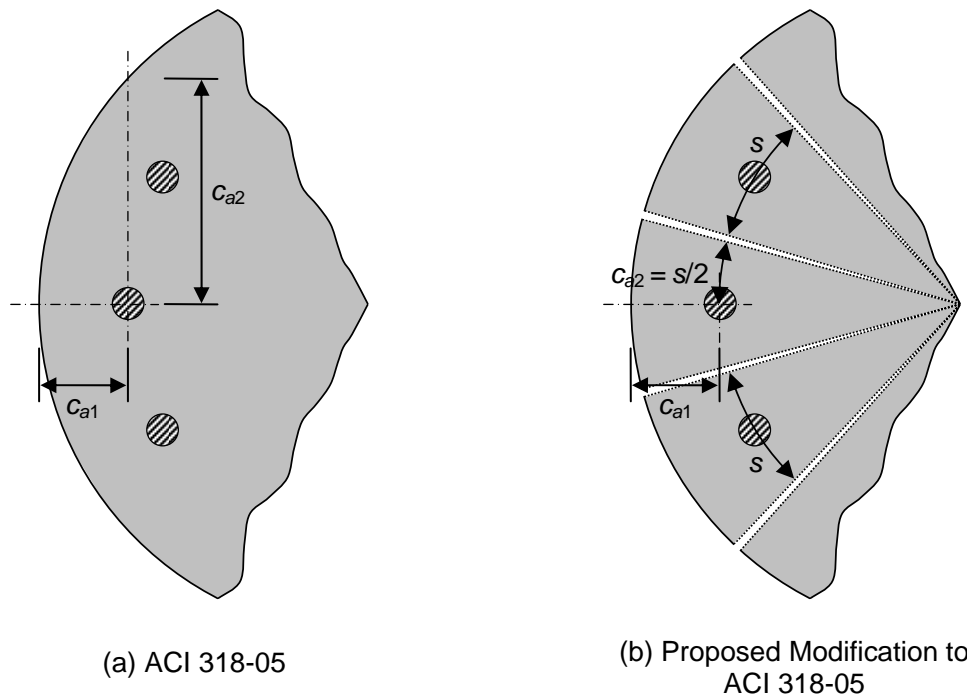 c_a2
c_a1
(a) ACI 318-05
s
c_a2 = s/2
c_a1
s
(b) Proposed Modification to
ACI 318-05